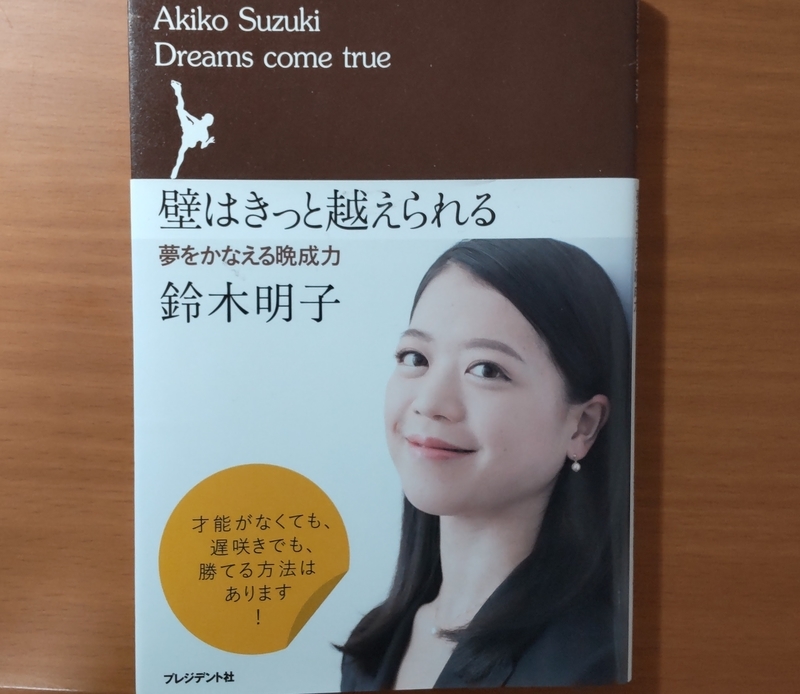 Akiko Suzuki
Dreams come true
壁はきっと越えられる
夢をかなえる晩成力
鈴木明子
才能がなくても、
遅咲きでも、
勝てる方法は
あります
！
プレジデント社